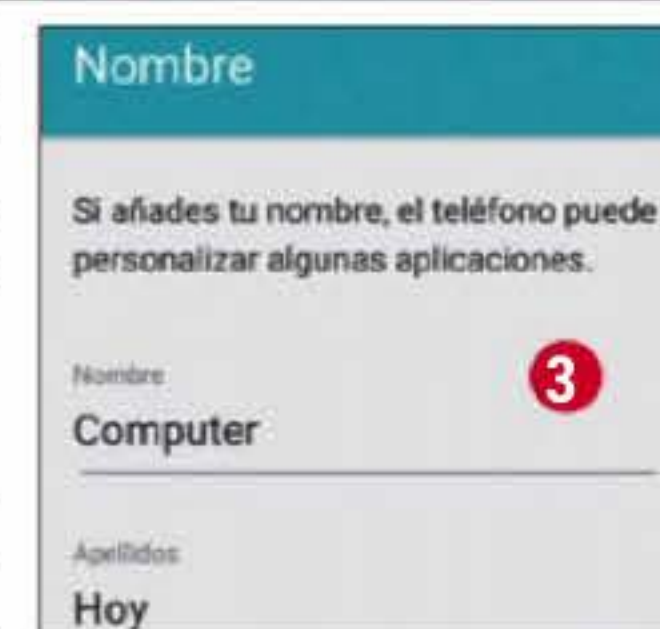 Nombre
Si añades tu nombre, el teléfono puede
personalizar algunas aplicaciones.
Nombre
3
Computer
Apellidos
Hoy